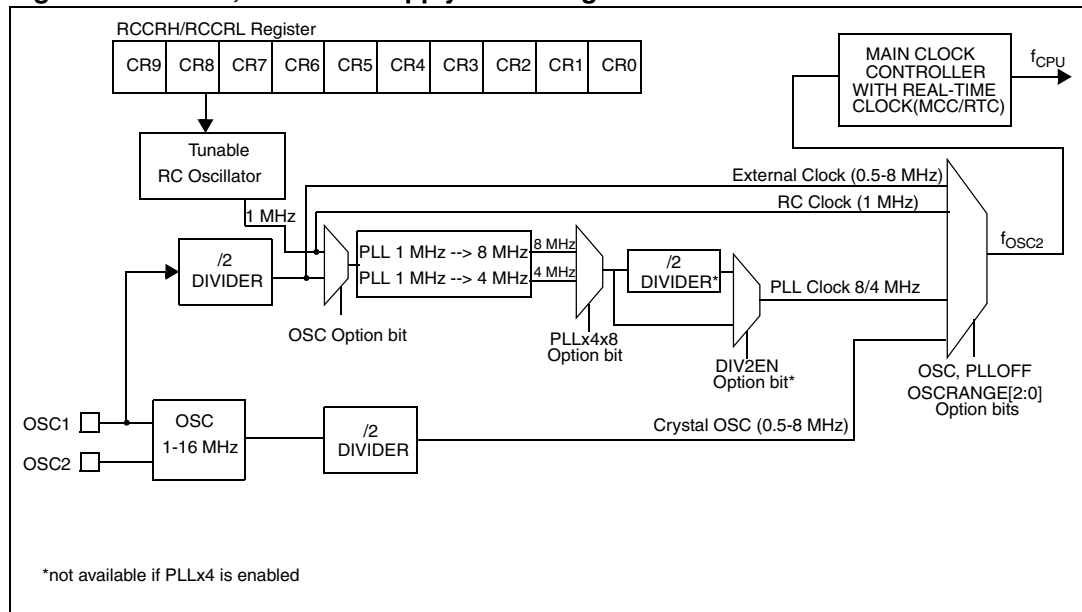 RCCRH/RCCRL Register
CR9 CR8 CR7 CR6 CR5 CR4 CR3 CR2 CR1 CR0
MAIN CLOCK
CONTROLLER
WITH REAL-TIME
CLOCK(MCC/RTC)
fCPU
Tunable
RC Oscillator
1 MHz
External Clock (0.5-8 MHz)
RC Clock (1 MHz)
/2
DIVIDER
PLL 1 MHz --> 8 MHz
PLL 1 MHz --> 4 MHz
8 MHz
4 MHz
/2
DIVIDER*
fOSC2
PLL Clock 8/4 MHz
OSC Option bit
PLLx4x8
Option bit
DIV2EN
Option bit*
OSC, PLLOFF
OSCRANGE[2:0]
Option bits
OSC1
OSC2
OSC
1-16 MHz
/2
DIVIDER
Crystal OSC (0.5-8 MHz)
*not available if PLLx4 is enabled